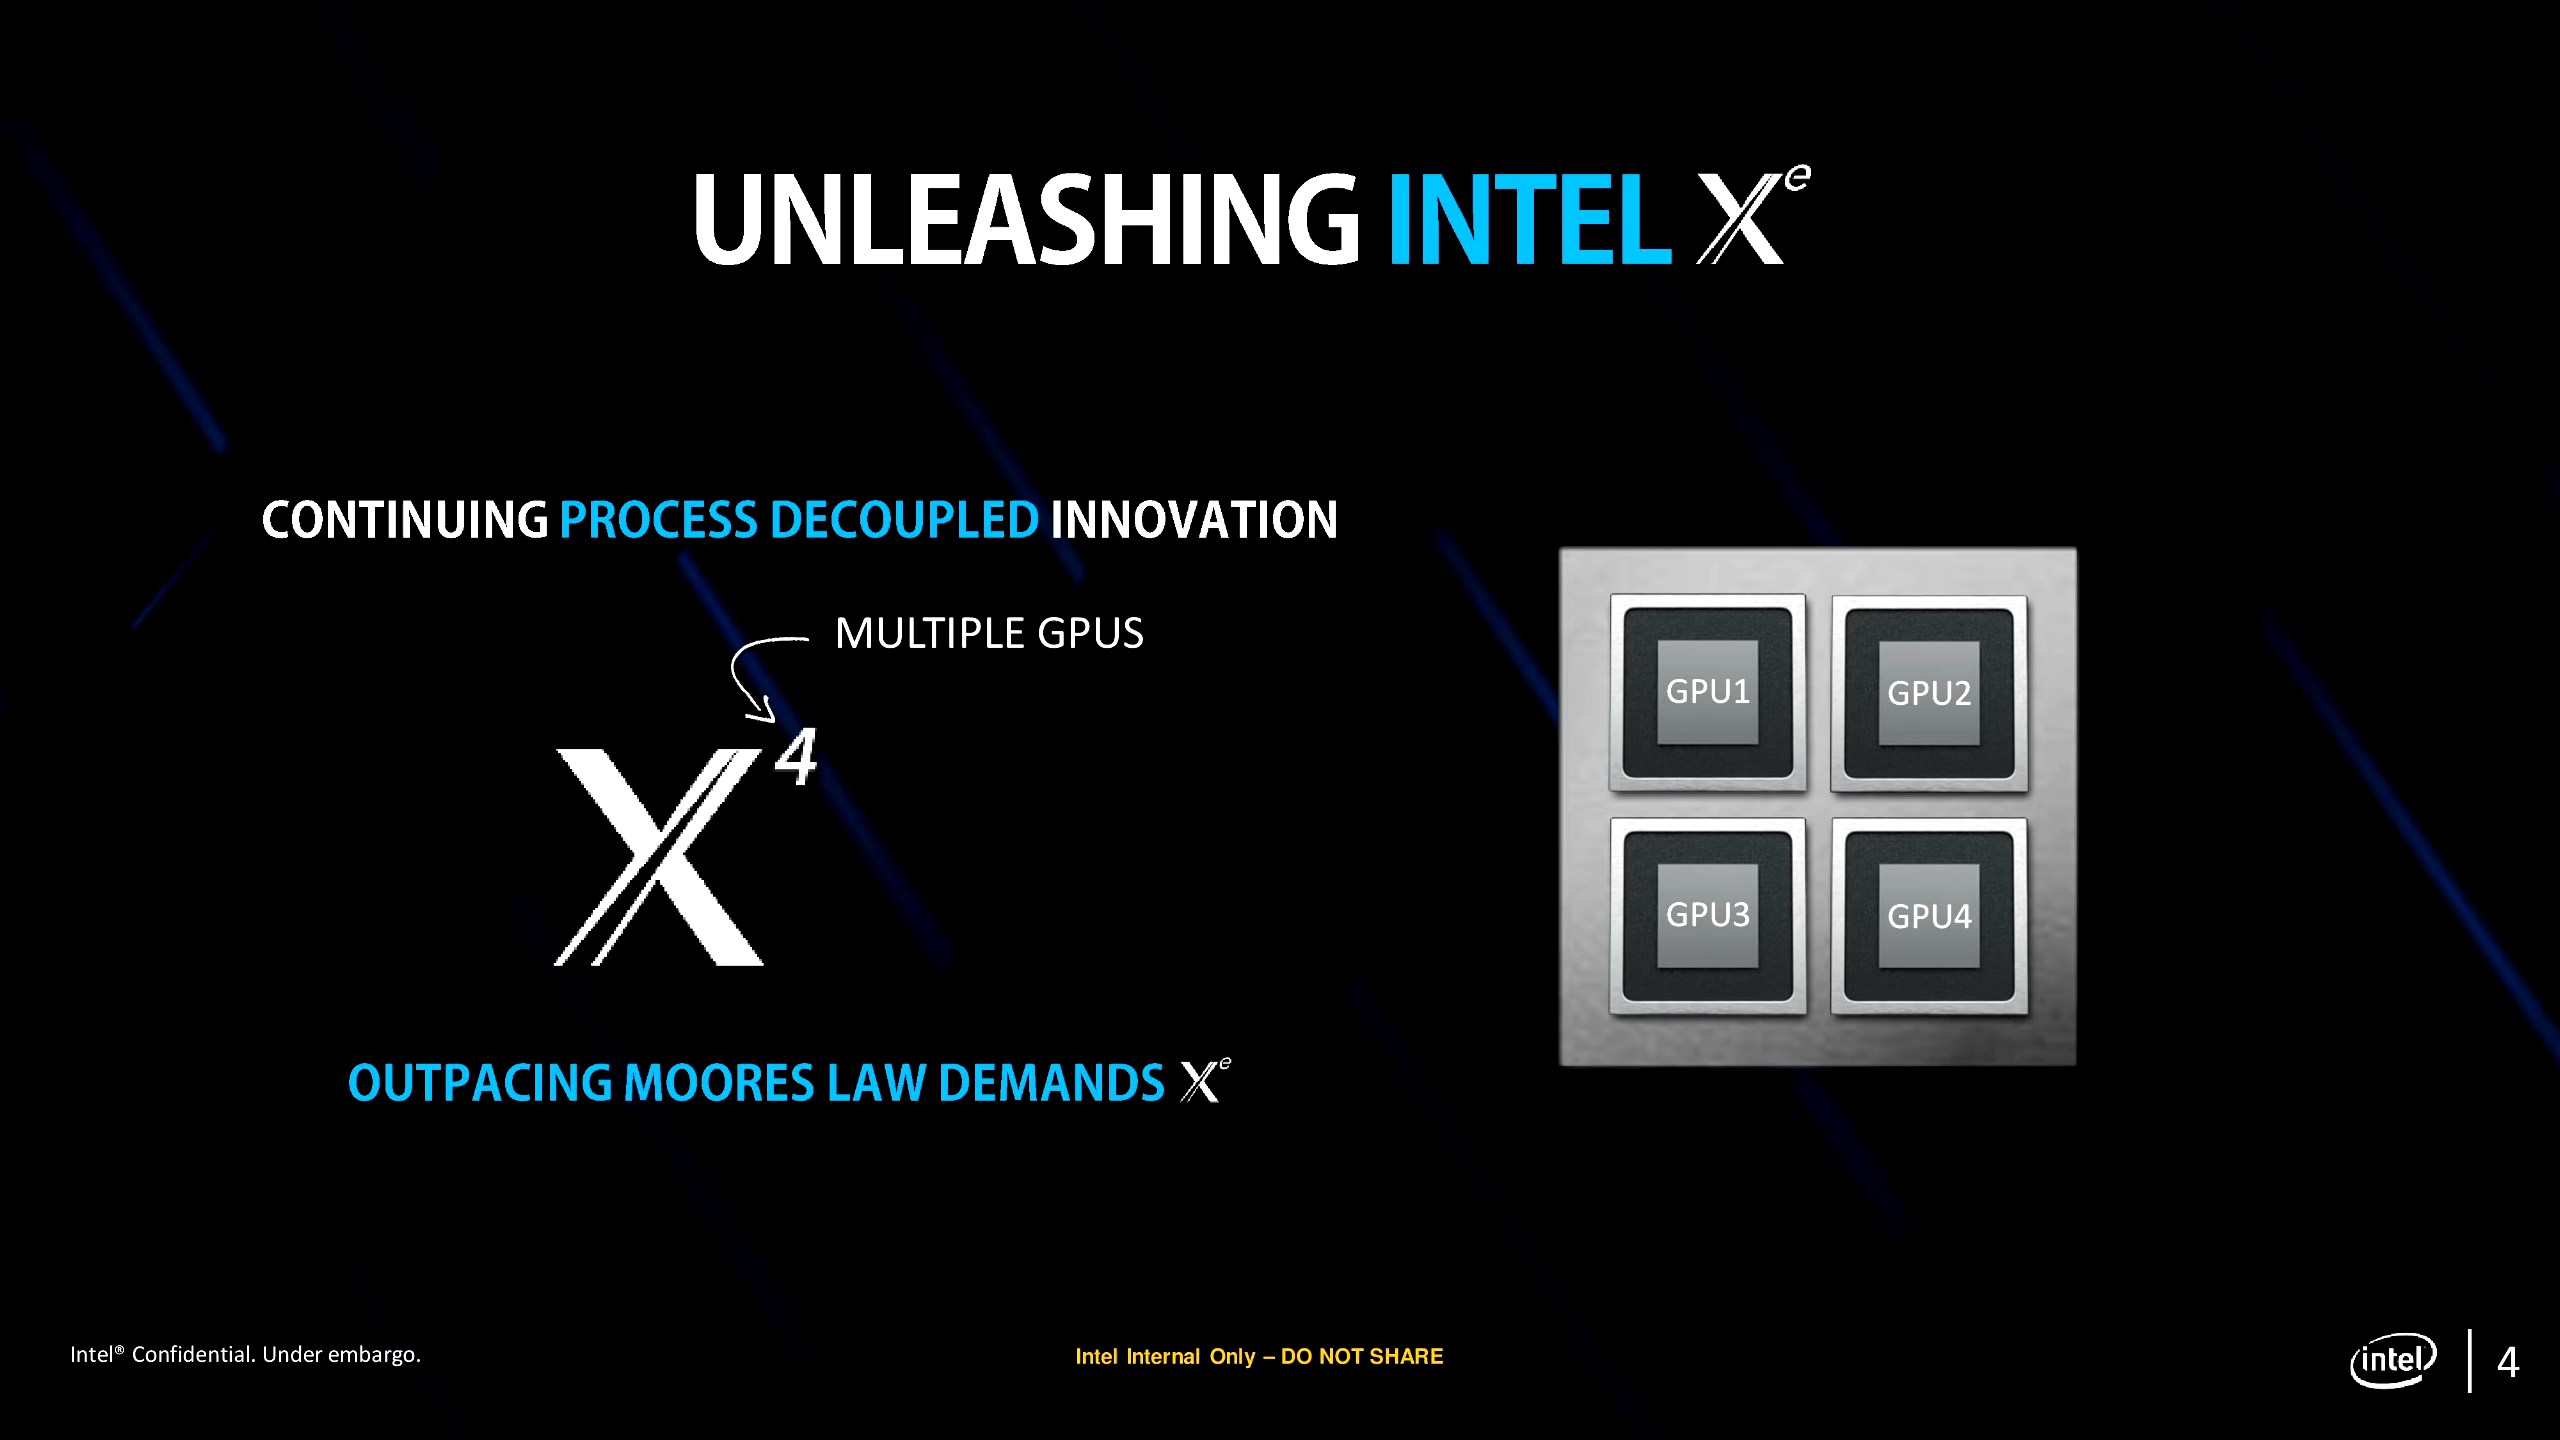 UNLEASHING INTEL Xe
CONTINUING PROCESS DECOUPLED INNOVATION
MULTIPLE GPUS
X4
OUTPACING MOORES LAW DEMANDS Xe
GPU1
GPU2
GPU3
GPU4
Intel® Confidential. Under embargo.
Intel Internal Only – DO NOT SHARE
intel
4